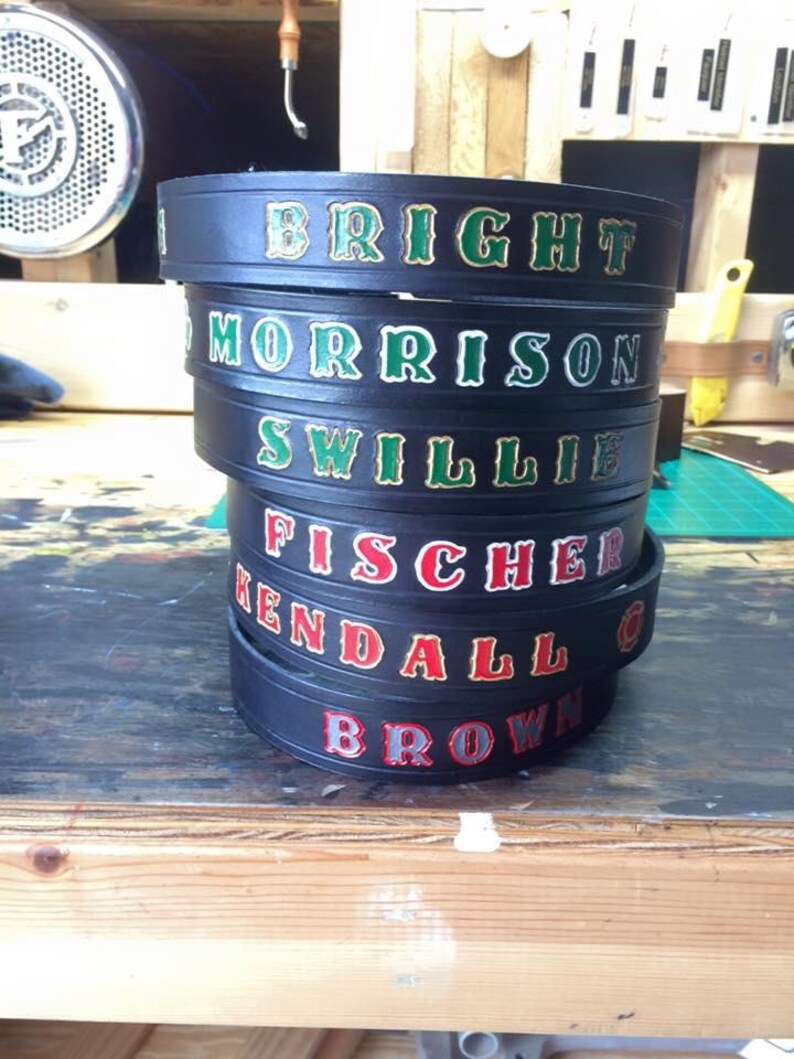 BRIGHT
MORRISON
SWILLIE
FISCHER
KENDALL
BROWN